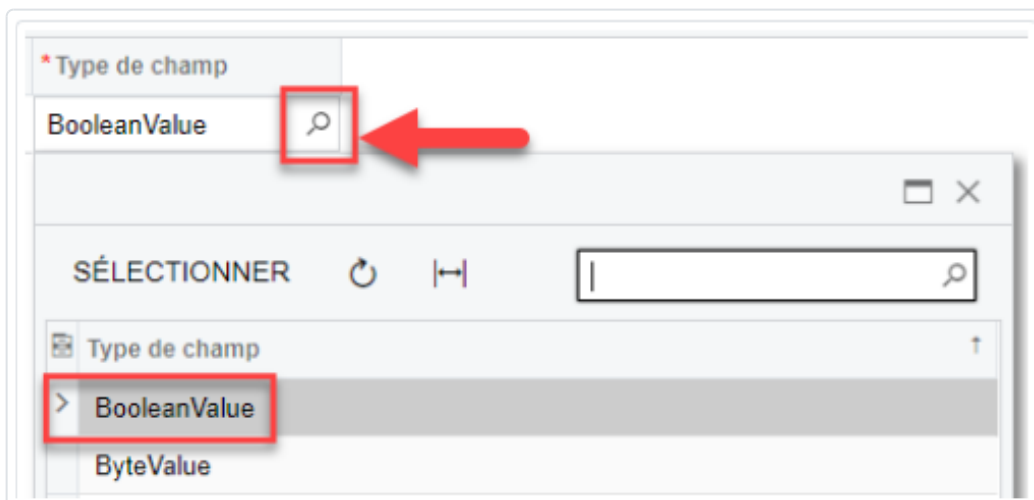 * Type de champ
BooleanValue
SÉLECTIONNER
Type de champ
BooleanValue
ByteValue